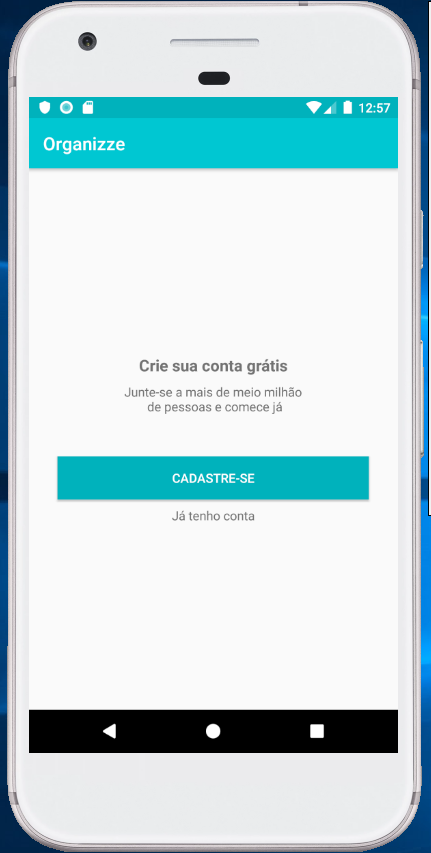 12:57
Organizze
Crie sua conta grátis
Junte-se a mais de meio milhão
de pessoas e comece já
CADASTRE-SE
Já tenho conta